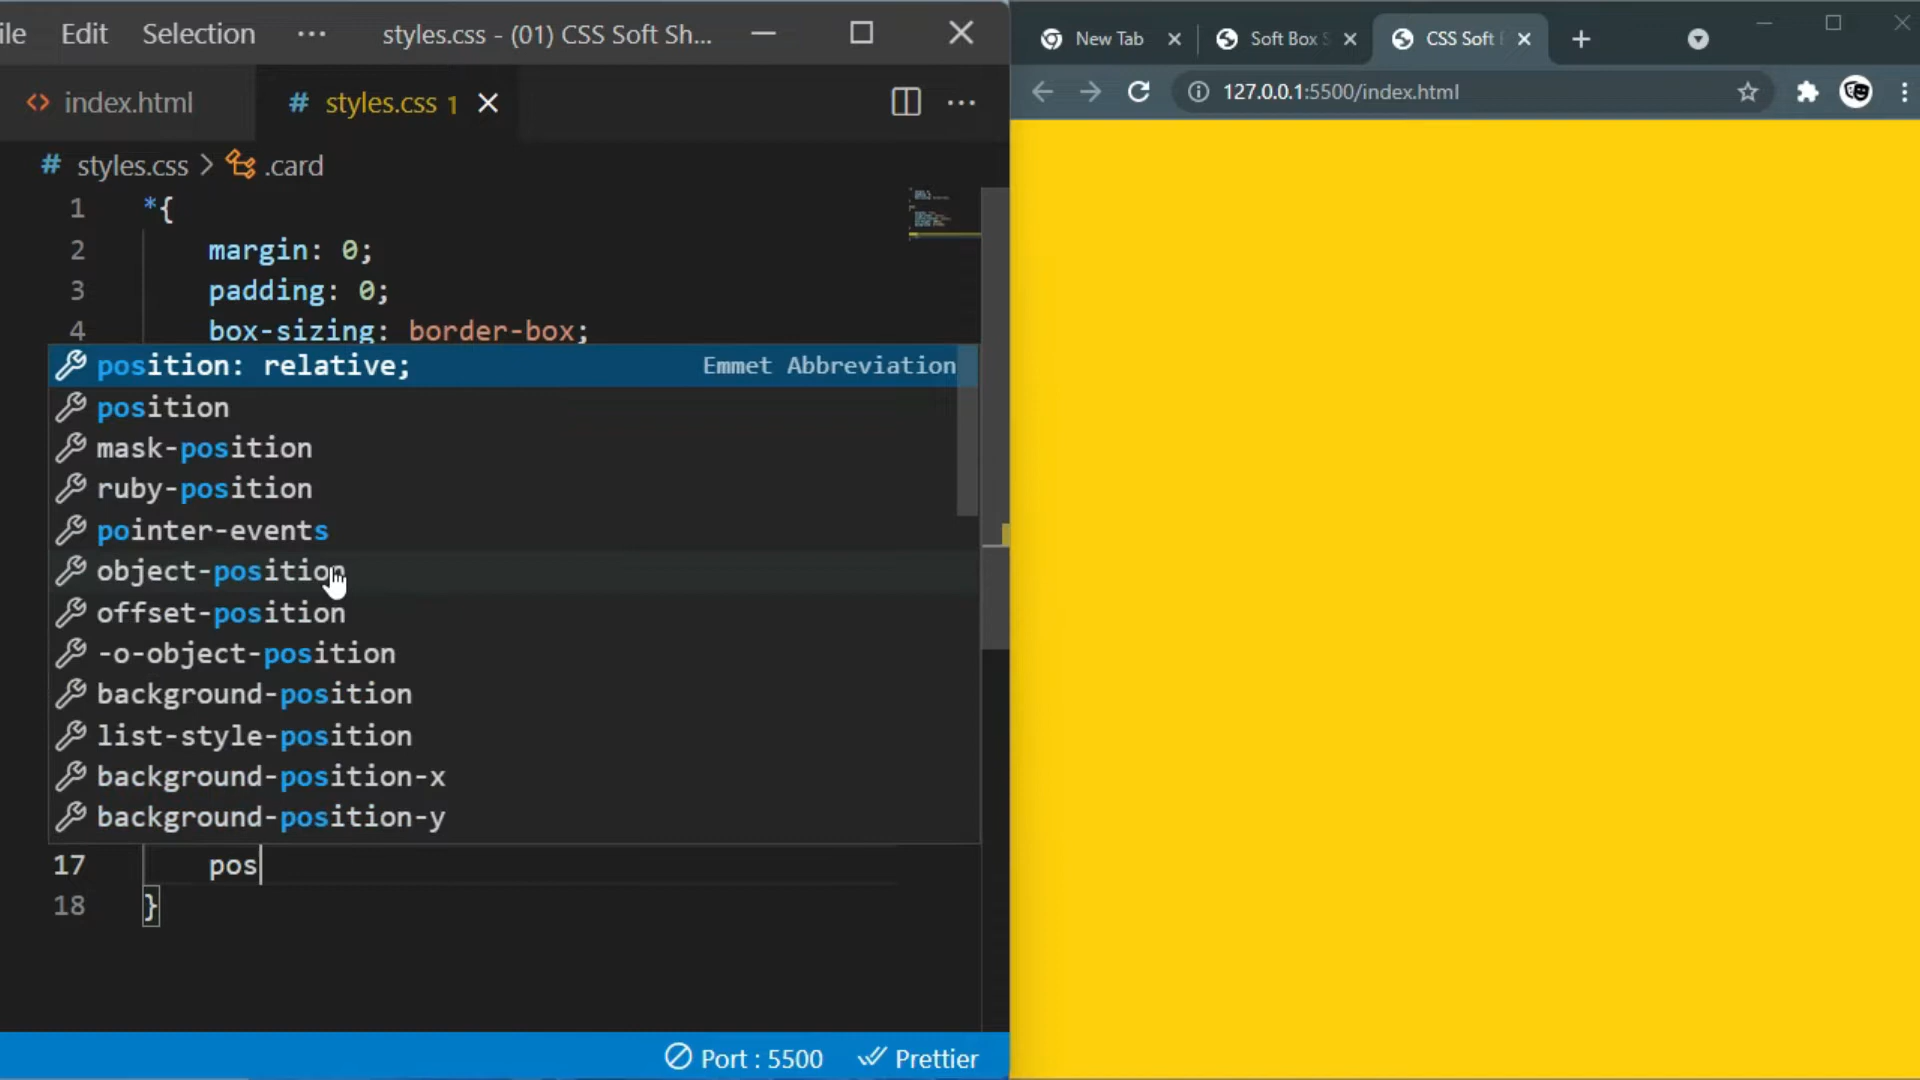 ile Edit Selection ··· styles.css - (01) CSS Soft Sh...
index.html # styles.css 1
# styles.css > .card
1 *{
2 margin: 0;
3 padding: 0;
4 box-sizing: border-box;
position: relative; Emmet Abbreviation
position
mask-position
ruby-position
pointer-events
object-position
offset-position
-o-object-position
background-position
list-style-position
background-position-x
background-position-y
17 pos
18 }
Port : 5500 Prettier
New Tab Soft Box S CSS Soft
127.0.0.1:5500/index.html